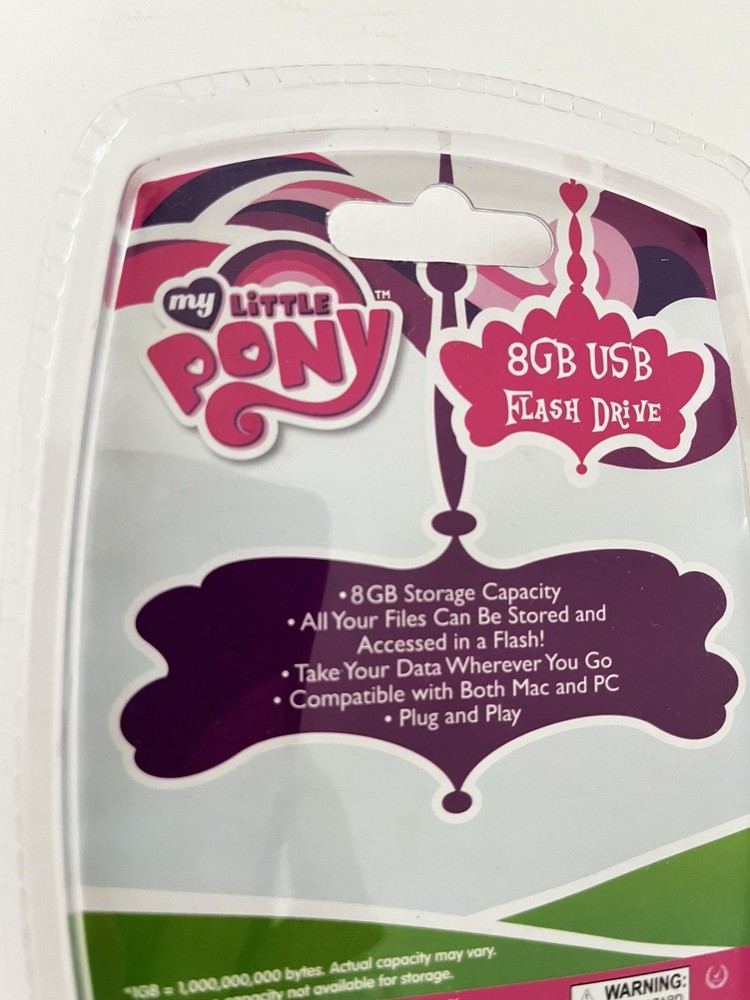 my
LiTTLE
PONY™
8GB USB
FLASH DRIVE
• 8GB Storage Capacity
• All Your Files Can Be Stored and
Accessed in a Flash!
• Take Your Data Wherever You Go
• Compatible with Both Mac and PC
• Plug and Play
*1GB = 1,000,000,000 bytes. Actual capacity may vary.
capacity not available for storage.
WARNING: